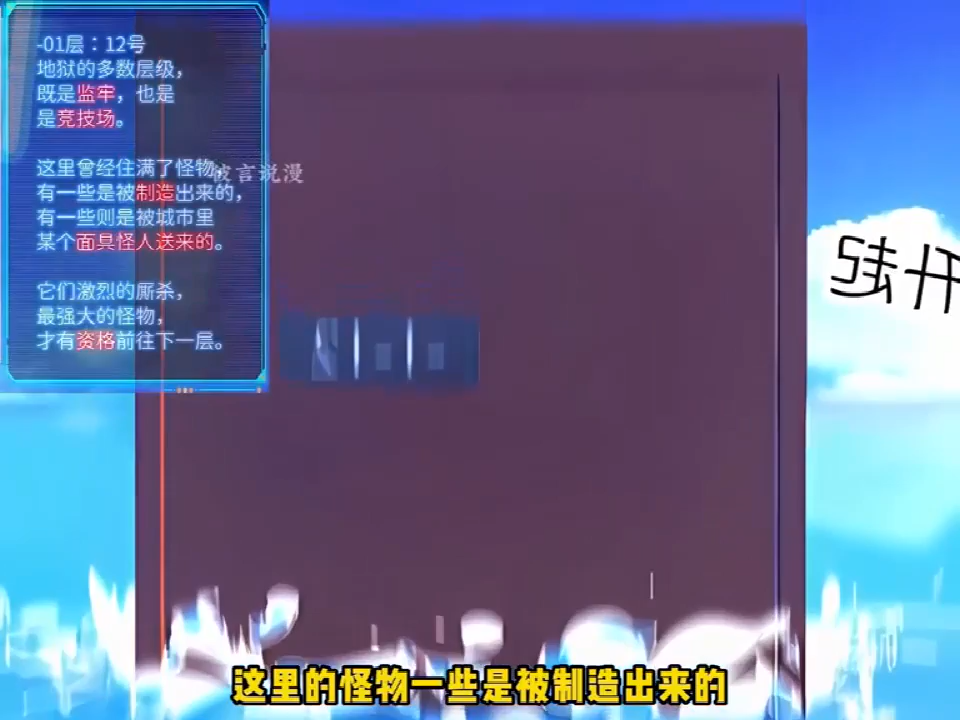 -01层：12号
地狱的多数层级，
既是监牢，也是
是竞技场。
这里曾经住满了怪物，
有一些是被制造出来的，
有一些则是被城市里
某个面具怪人送来的。
它们激烈的厮杀，
最强大的怪物，
才有资格前往下一层。
言说漫
这里的怪物一些是被制造出来的